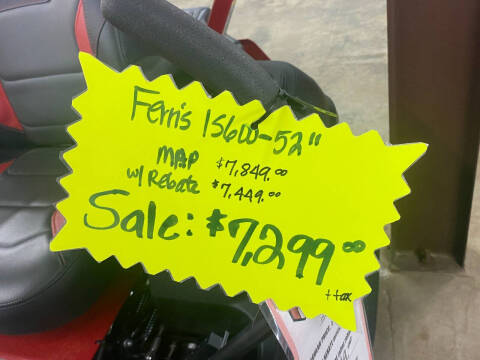 Ferris IS600-52"
MAP $7,849.00
w/ Rebate $7,449.00
Sale: $7,299.00
+tax